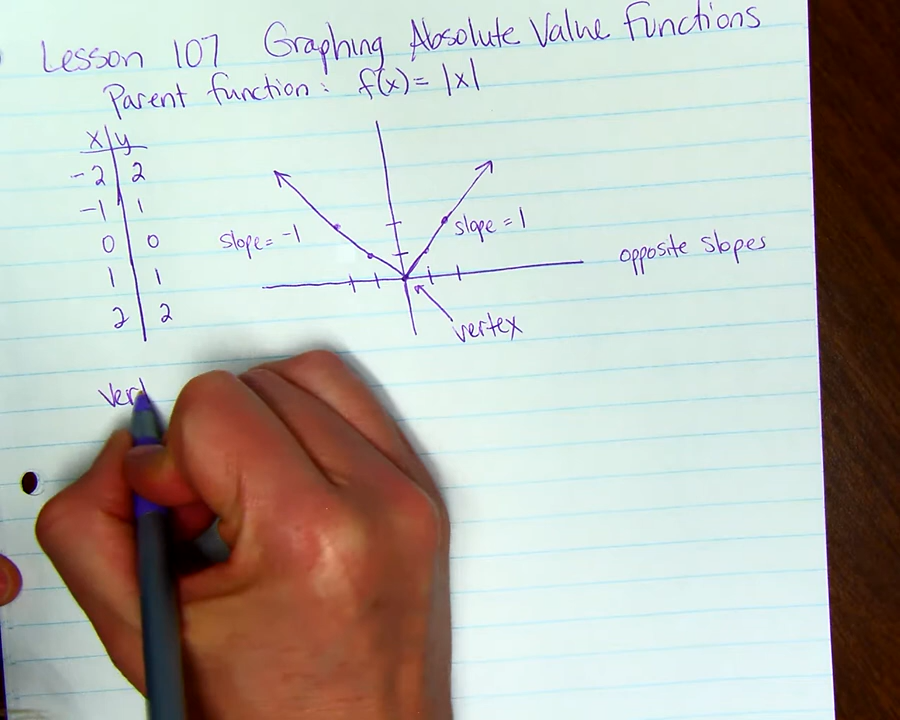 Lesson 107 Graphing Absolute Value Functions
Parent function: f(x) = |x|
x | y
-2 | 2
-1 | 1
0 | 0
1 | 1
2 | 2
slope = -1
slope = 1
opposite slopes
vertex
Vert